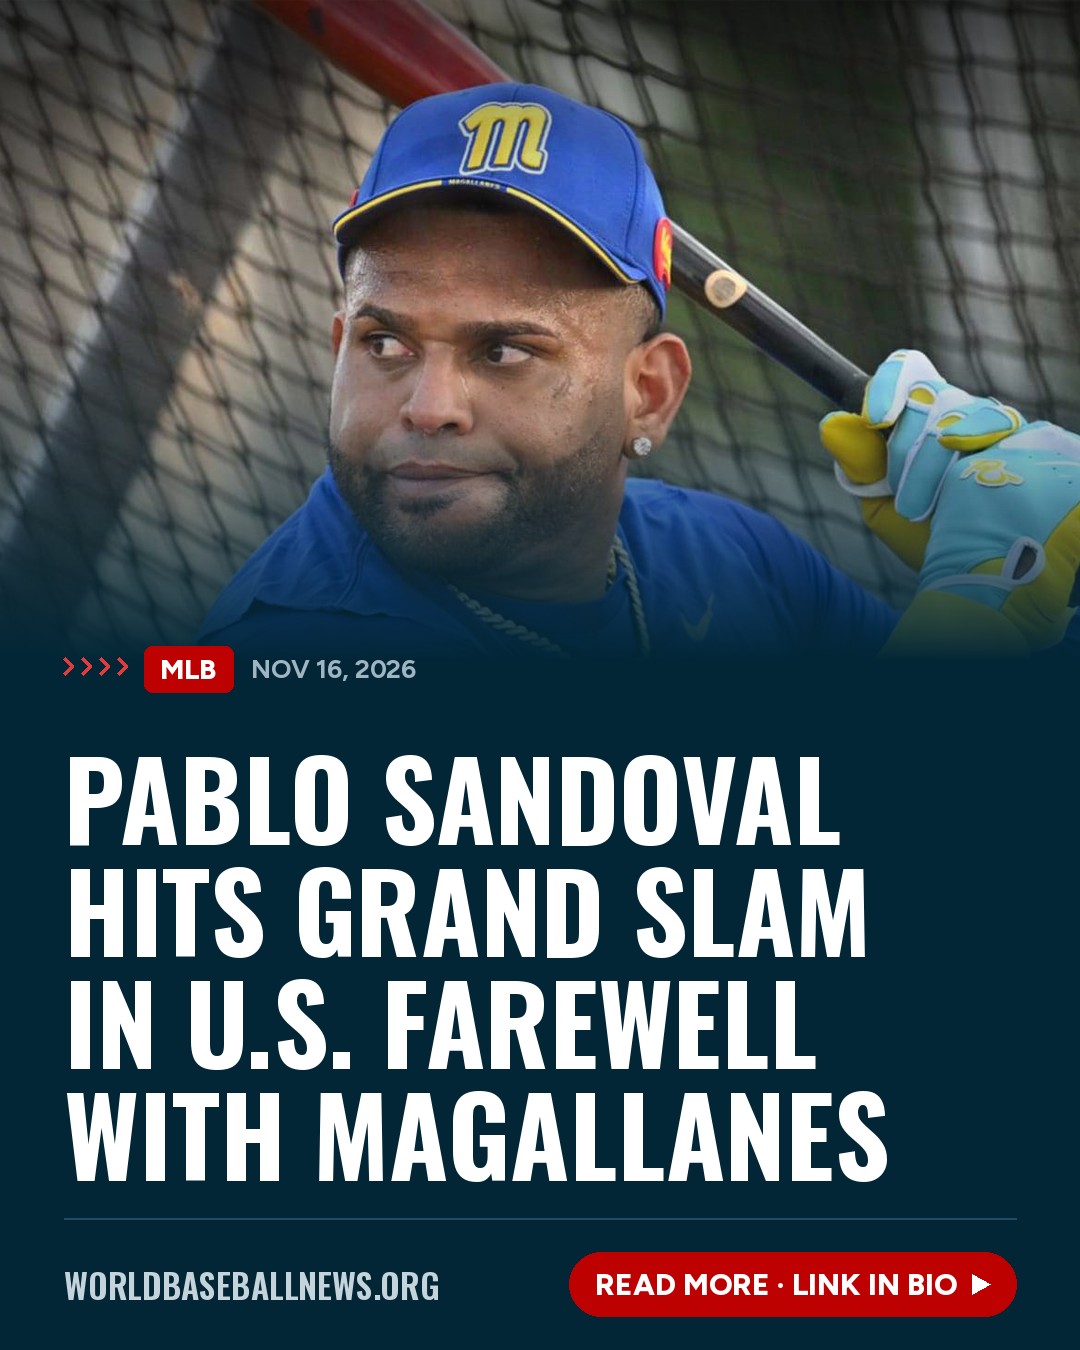 M
MAGALLANES
>>>> MLB NOV 16, 2026
PABLO SANDOVAL
HITS GRAND SLAM
IN U.S. FAREWELL
WITH MAGALLANES
WORLDBASEBALLNEWS.ORG
READ MORE · LINK IN BIO ▶